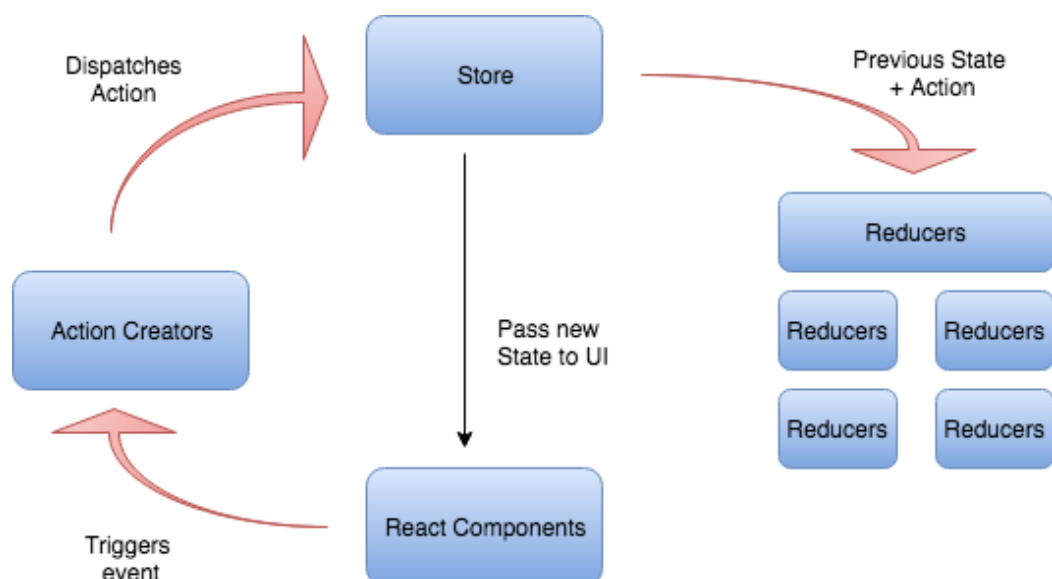 Dispatches
Action
Store
Previous State
+ Action
Reducers
Action Creators
Reducers
Reducers
Pass new
State to UI
Reducers
Reducers
React Components
Triggers
event